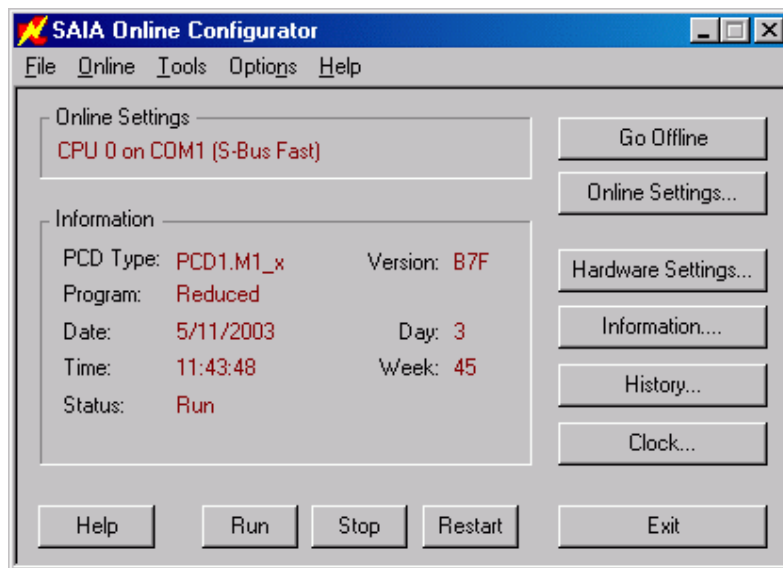 SAIA Online Configurator
File Online Tools Options Help
Online Settings
CPU 0 on COM1 (S-Bus Fast)
Go Offline
Online Settings...
Information
PCD Type: PCD1.M1_x Version: B7F
Program: Reduced
Date: 5/11/2003 Day: 3
Time: 11:43:48 Week: 45
Status: Run
Hardware Settings...
Information....
History...
Clock...
Help Run Stop Restart Exit